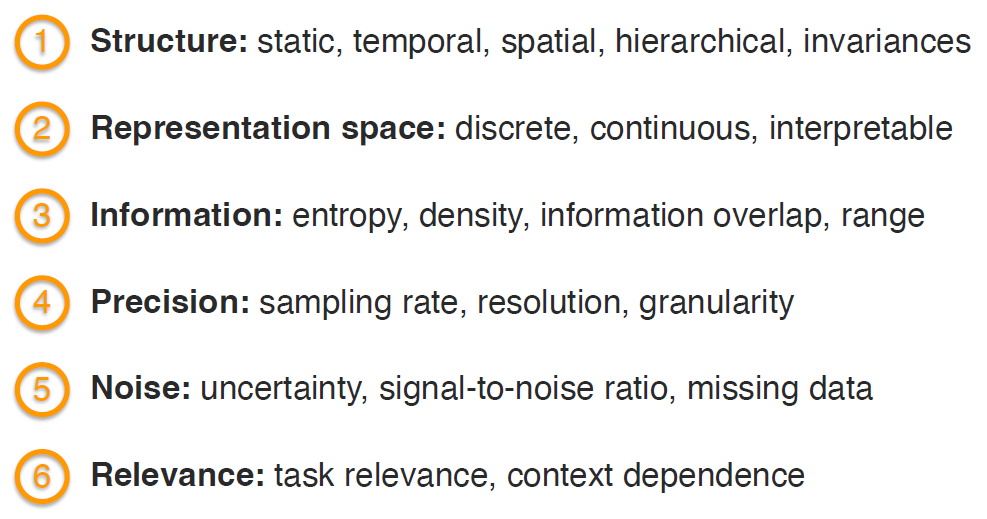 1 Structure: static, temporal, spatial, hierarchical, invariances
2 Representation space: discrete, continuous, interpretable
3 Information: entropy, density, information overlap, range
4 Precision: sampling rate, resolution, granularity
5 Noise: uncertainty, signal-to-noise ratio, missing data
6 Relevance: task relevance, context dependence